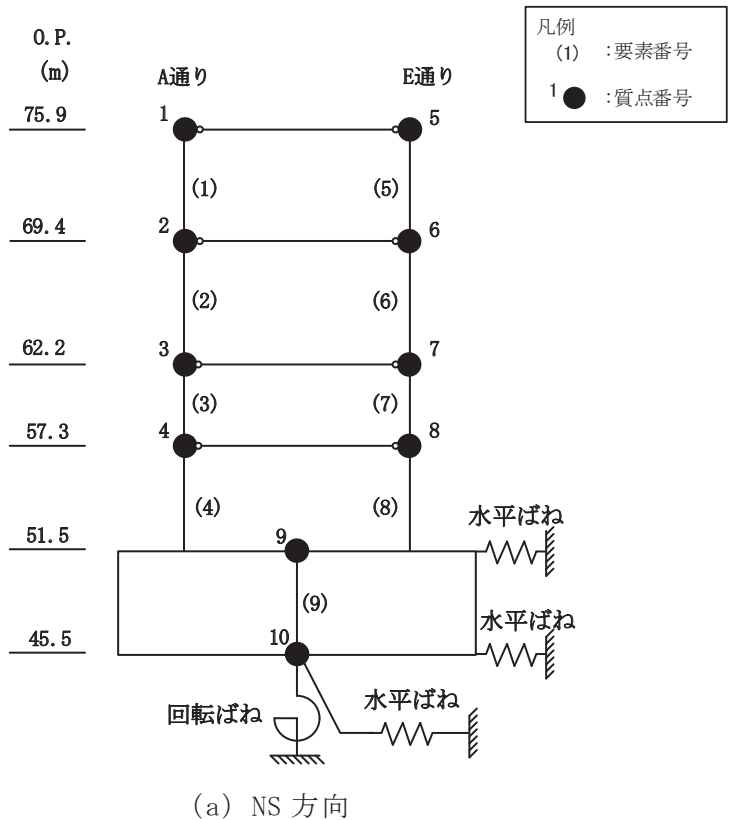 O.P.
(m)
A通り
E通り
凡例
(1) :要素番号
1 :質点番号
75.9
1
5
(1)
(5)
69.4
2
6
(2)
(6)
62.2
3
7
(3)
(7)
57.3
4
8
(4)
(8)
水平ばね
51.5
9
(9)
水平ばね
45.5
10
回転ばね
水平ばね
(a) NS 方向